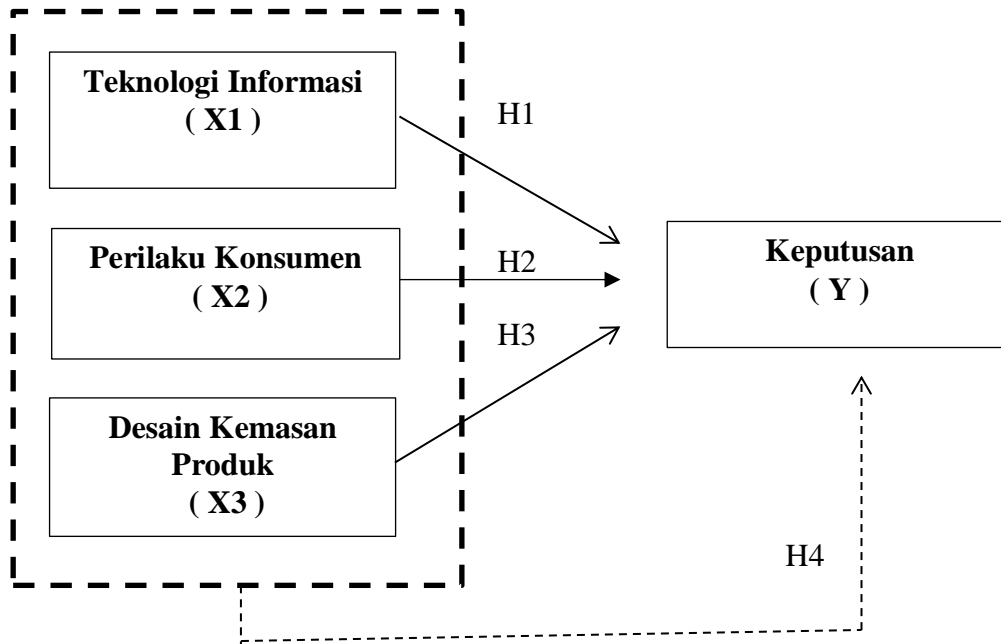 Teknologi Informasi
( X1 )
H1
Perilaku Konsumen
( X2 )
H2
Keputusan
( Y )
H3
Desain Kemasan
Produk
( X3 )
H4